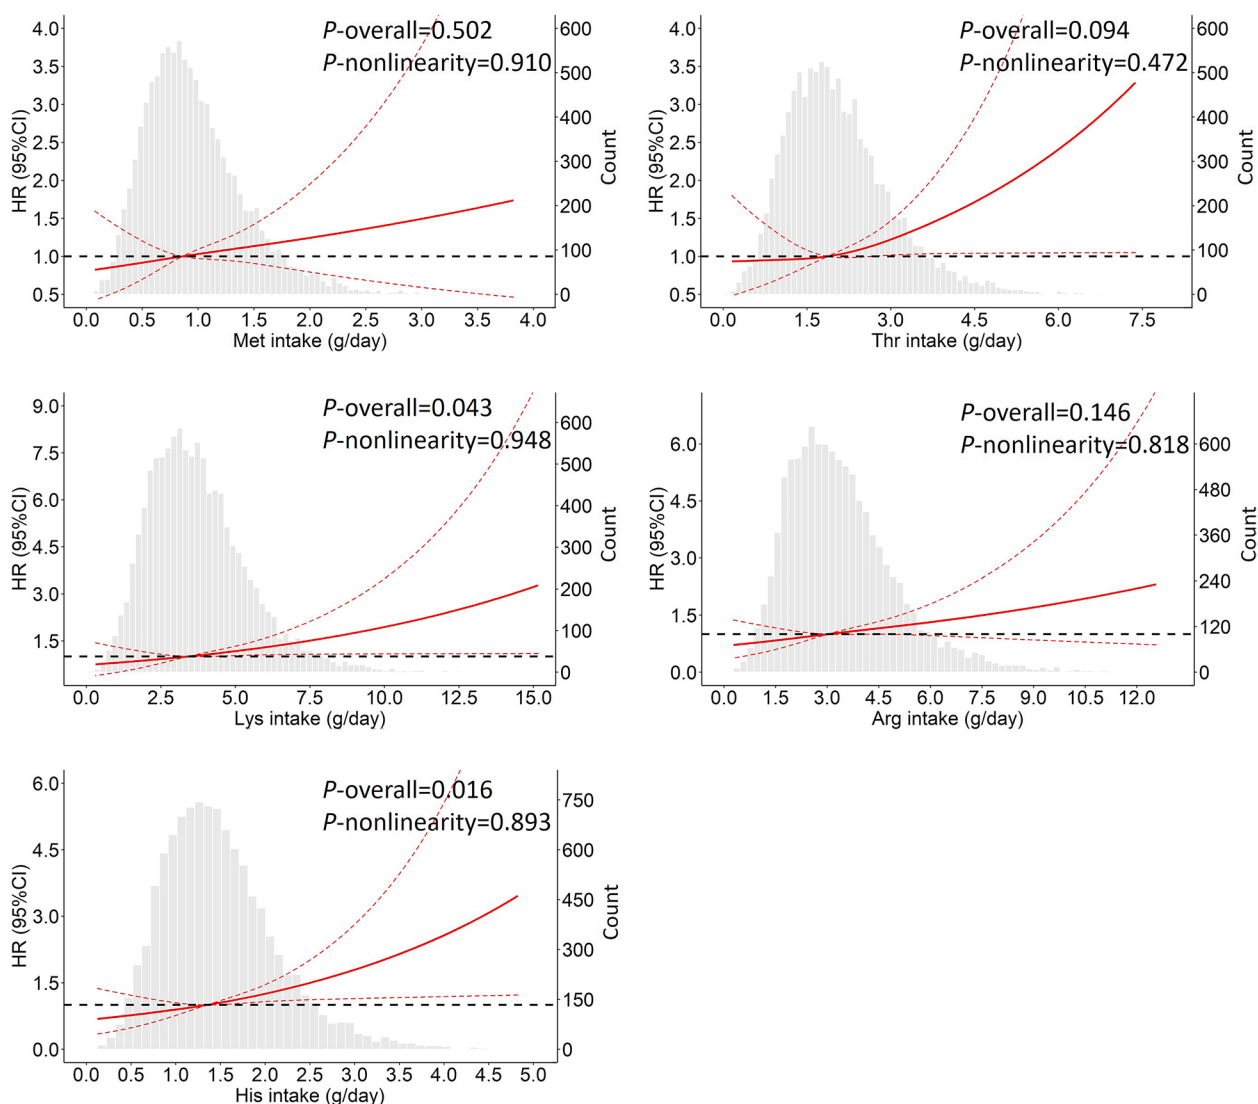 P-overall=0.502
P-nonlinearity=0.910
HR (95%CI)
4.0
3.5
3.0
2.5
2.0
1.5
1.0
0.5
600
500
400
300
200
100
0
Count
0.0 0.5 1.0 1.5 2.0 2.5 3.0 3.5 4.0
Met intake (g/day)
P-overall=0.094
P-nonlinearity=0.472
HR (95%CI)
4.0
3.5
3.0
2.5
2.0
1.5
1.0
0.5
600
500
400
300
200
100
0
Count
0.0 1.5 3.0 4.5 6.0 7.5
Thr intake (g/day)
P-overall=0.043
P-nonlinearity=0.948
HR (95%CI)
9.0
7.5
6.0
4.5
3.0
1.5
600
500
400
300
200
100
0
Count
0.0 2.5 5.0 7.5 10.0 12.5 15.0
Lys intake (g/day)
P-overall=0.146
P-nonlinearity=0.818
HR (95%CI)
6.0
4.5
3.0
1.5
0.0
600
480
360
240
120
0
Count
0.0 1.5 3.0 4.5 6.0 7.5 9.0 10.5 12.0
Arg intake (g/day)
P-overall=0.016
P-nonlinearity=0.893
HR (95%CI)
6.0
4.5
3.0
1.5
0.0
750
600
450
300
150
0
Count
0.0 0.5 1.0 1.5 2.0 2.5 3.0 3.5 4.0 4.5 5.0
His intake (g/day)